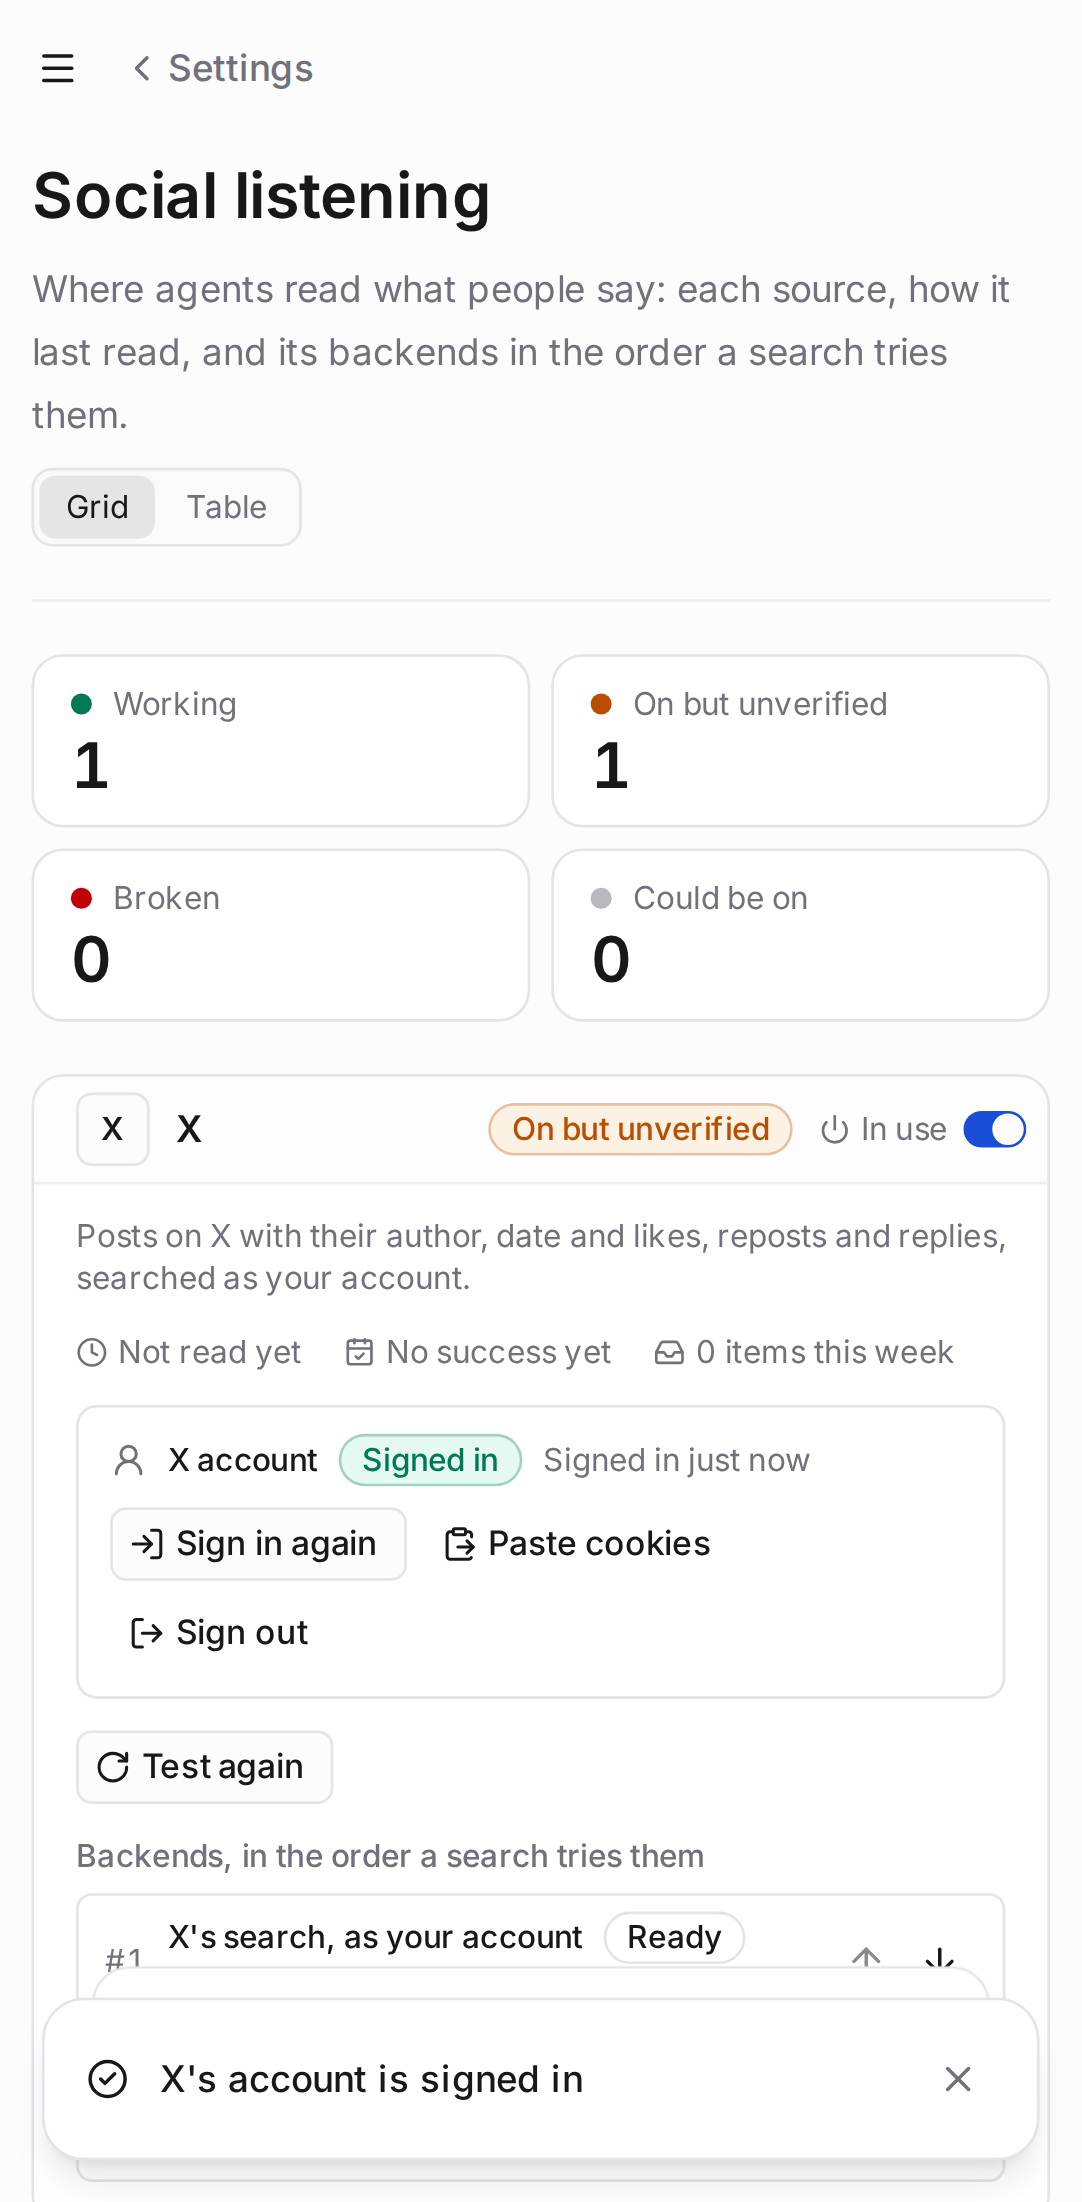 Settings
Social listening
Where agents read what people say: each source, how it
last read, and its backends in the order a search tries
them.
Grid
Table
Working
1
On but unverified
1
Broken
0
Could be on
0
X
X
On but unverified
In use
Posts on X with their author, date and likes, reposts and replies,
searched as your account.
Not read yet
No success yet
0 items this week
X account
Signed in
Signed in just now
Sign in again
Paste cookies
Sign out
Test again
Backends, in the order a search tries them
#1
X's search, as your account
Ready
X's account is signed in